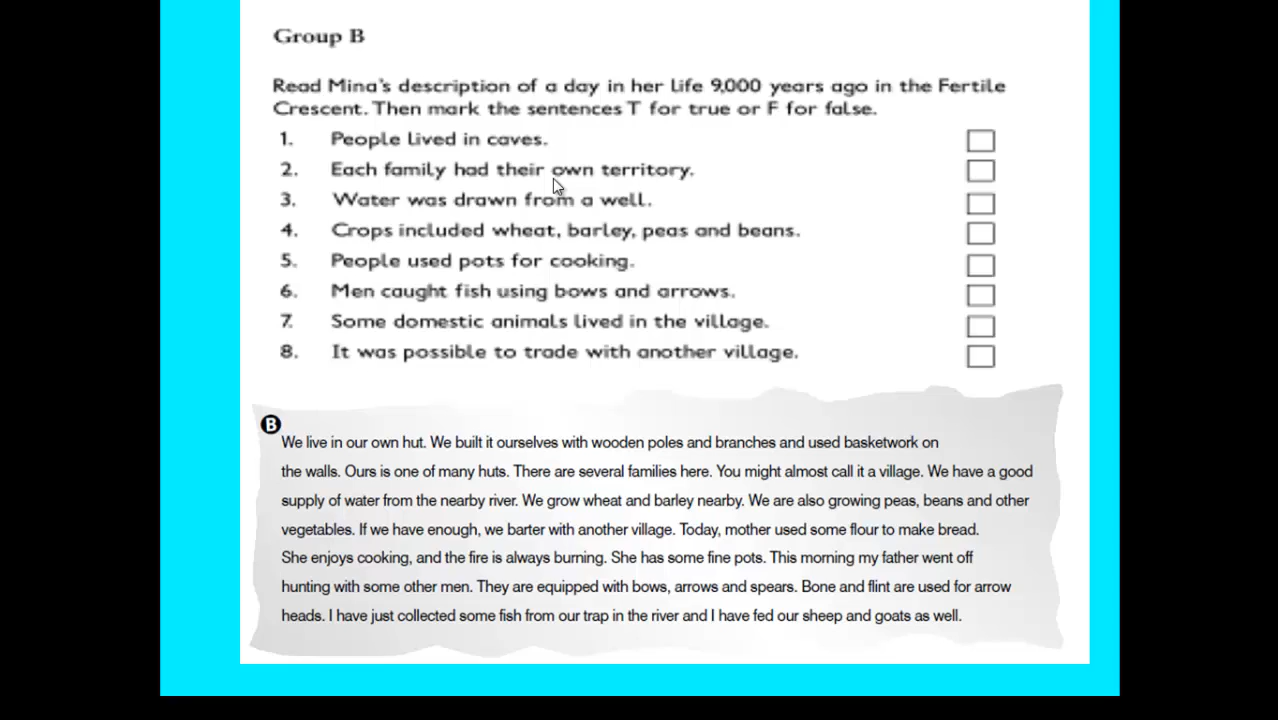 Group B
Read Mina's description of a day in her life 9,000 years ago in the Fertile
Crescent. Then mark the sentences T for true or F for false.
1. People lived in caves.
2. Each family had their own territory.
3. Water was drawn from a well.
4. Crops included wheat, barley, peas and beans.
5. People used pots for cooking.
6. Men caught fish using bows and arrows.
7. Some domestic animals lived in the village.
8. It was possible to trade with another village.
B
We live in our own hut. We built it ourselves with wooden poles and branches and used basketwork on
the walls. Ours is one of many huts. There are several families here. You might almost call it a village. We have a good
supply of water from the nearby river. We grow wheat and barley nearby. We are also growing peas, beans and other
vegetables. If we have enough, we barter with another village. Today, mother used some flour to make bread.
She enjoys cooking, and the fire is always burning. She has some fine pots. This morning my father went off
hunting with some other men. They are equipped with bows, arrows and spears. Bone and flint are used for arrow
heads. I have just collected some fish from our trap in the river and I have fed our sheep and goats as well.